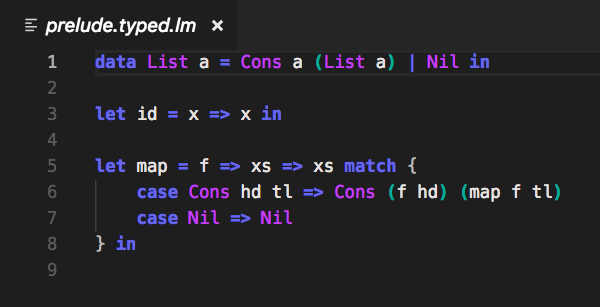 prelude.typed.lm ×
1 data List a = Cons a (List a) | Nil in
2
3 let id = x => x in
4
5 let map = f => xs => xs match {
6     case Cons hd tl => Cons (f hd) (map f tl)
7     case Nil => Nil
8 } in
9